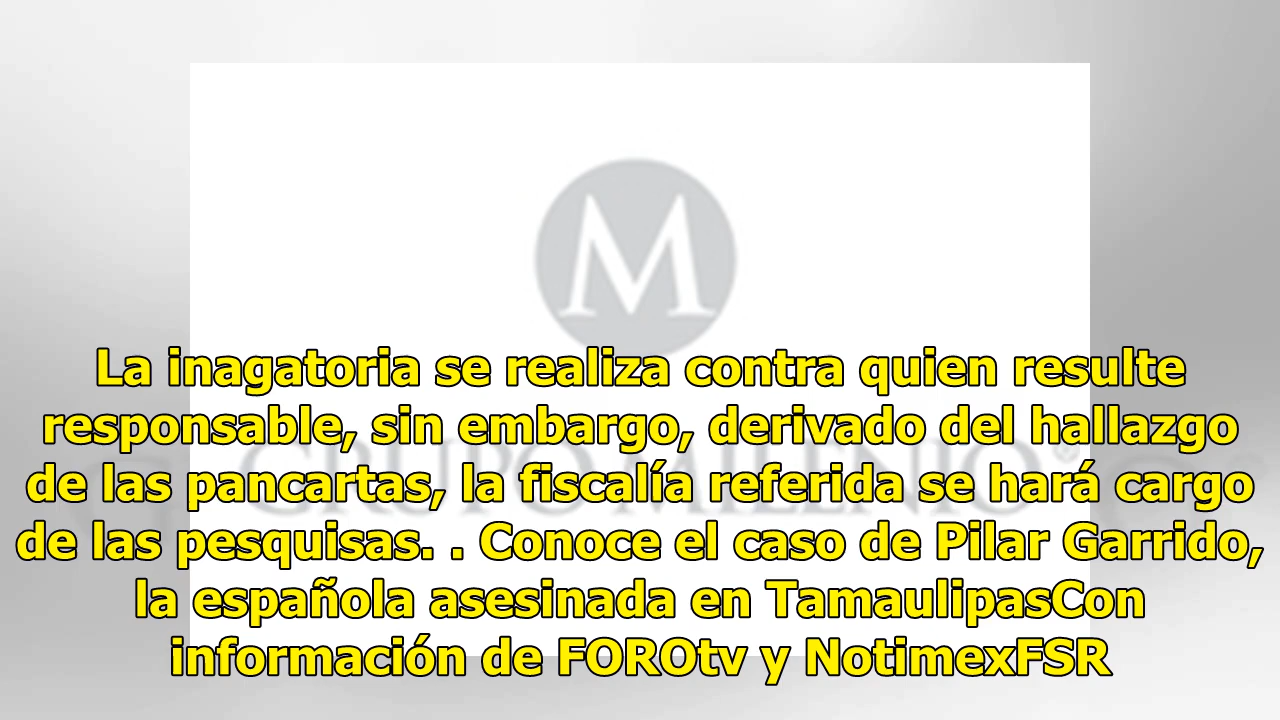 M
La inagatoria se realiza contra quien resulte
responsable, sin embargo, derivado del hallazgo
GRUPO MILENIO®
de las pancartas, la fiscalía referida se hará cargo
de las pesquisas. . Conoce el caso de Pilar Garrido,
la española asesinada en TamaulipasCon
información de FOROtv y NotimexFSR